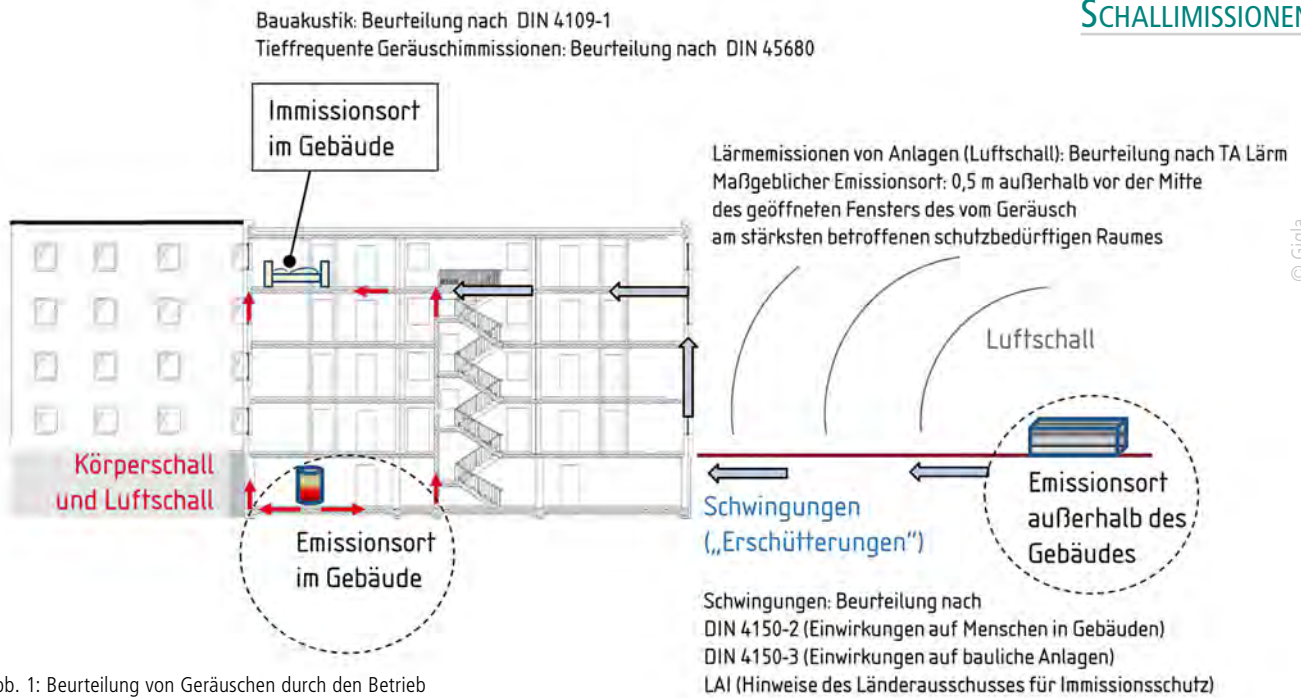 SCHALLIMISSIONEN
Bauakustik: Beurteilung nach DIN 4109-1
Tieffrequente Geräuschimmissionen: Beurteilung nach DIN 45680
Immissionsort
im Gebäude
Lärmemissionen von Anlagen (Luftschall): Beurteilung nach TA Lärm
Maßgeblicher Emissionsort: 0,5 m außerhalb vor der Mitte
des geöffneten Fensters des vom Geräusch
am stärksten betroffenen schutzbedürftigen Raumes
© Gigla
Luftschall
Körperschall
und Luftschall
Emissionsort
im Gebäude
Schwingungen
(„Erschütterungen“)
Emissionsort
außerhalb des
Gebäudes
Schwingungen: Beurteilung nach
DIN 4150-2 (Einwirkungen auf Menschen in Gebäuden)
DIN 4150-3 (Einwirkungen auf bauliche Anlagen)
LAI (Hinweise des Länderausschusses für Immissionsschutz)
bb. 1: Beurteilung von Geräuschen durch den Betrieb